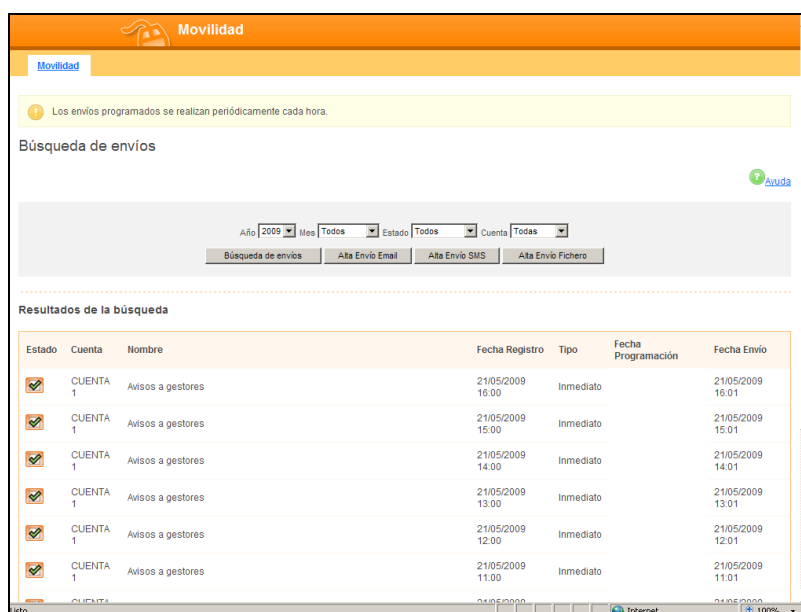 Movilidad
Movilidad
Los envíos programados se realizan periódicamente cada hora.
Búsqueda de envíos
Ayuda
Año 2009 Mes Todos Estado Todos Cuenta Todas
Búsqueda de envíos Alta Envío Email Alta Envío SMS Alta Envío Fichero
Resultados de la búsqueda
Estado Cuenta Nombre Fecha Registro Tipo Fecha Programación Fecha Envío
CUENTA 1 Avisos a gestores 21/05/2009 16:00 Inmediato 21/05/2009 16:01
CUENTA 1 Avisos a gestores 21/05/2009 15:00 Inmediato 21/05/2009 15:01
CUENTA 1 Avisos a gestores 21/05/2009 14:00 Inmediato 21/05/2009 14:01
CUENTA 1 Avisos a gestores 21/05/2009 13:00 Inmediato 21/05/2009 13:01
CUENTA 1 Avisos a gestores 21/05/2009 12:00 Inmediato 21/05/2009 12:01
CUENTA 1 Avisos a gestores 21/05/2009 11:00 Inmediato 21/05/2009 11:01
CUENTA 21/05/2009 21/05/2009
Listo Internet 100%